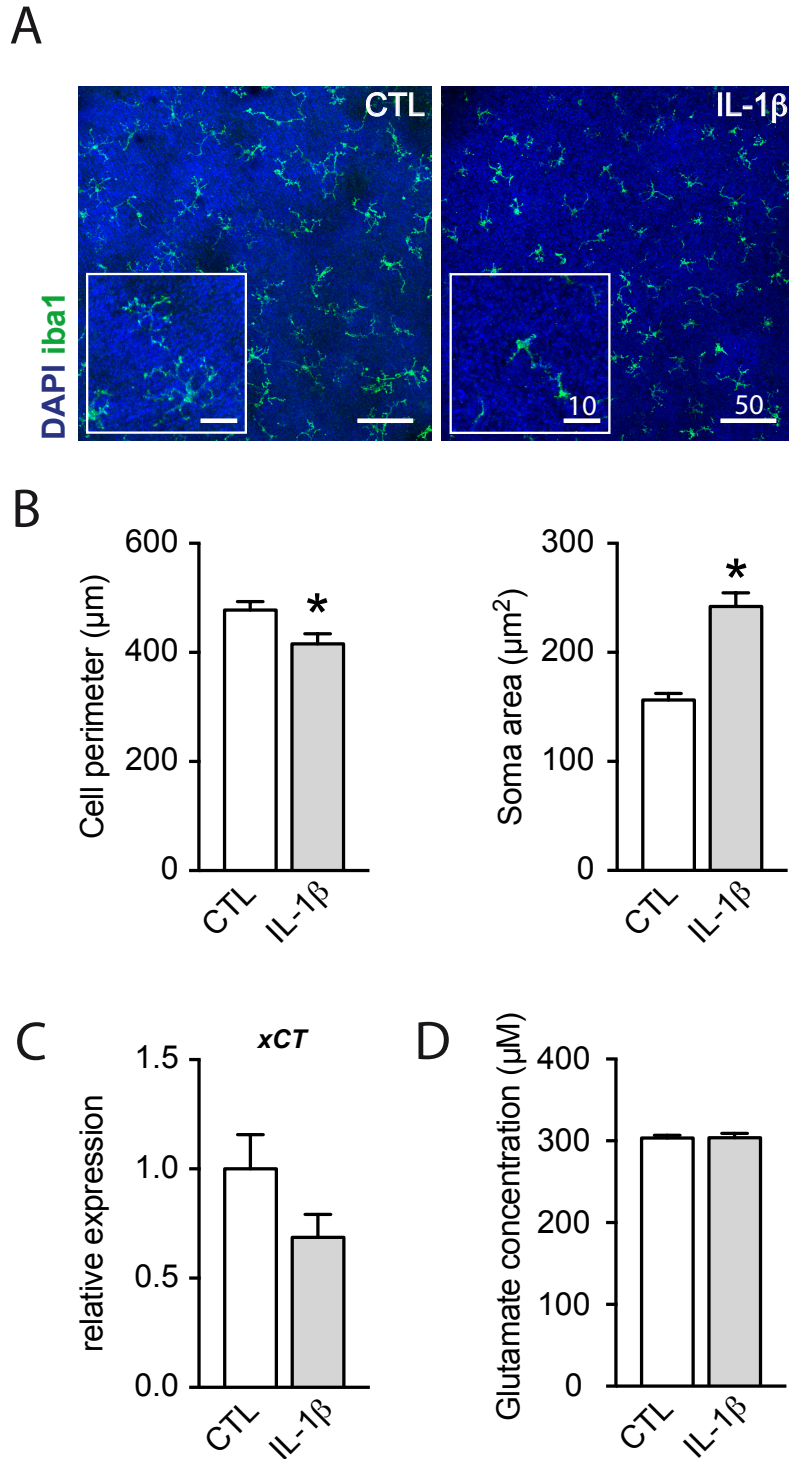 A
CTL
IL-1β
DAPI iba1
10
50
B
Cell perimeter (µm)
600
400
200
0
CTL
IL-1β
*
Soma area (µm²)
300
200
100
0
CTL
IL-1β
*
C
xCT
relative expression
1.5
1.0
0.5
0.0
CTL
IL-1β
D
Glutamate concentration (µM)
400
300
200
100
0
CTL
IL-1β